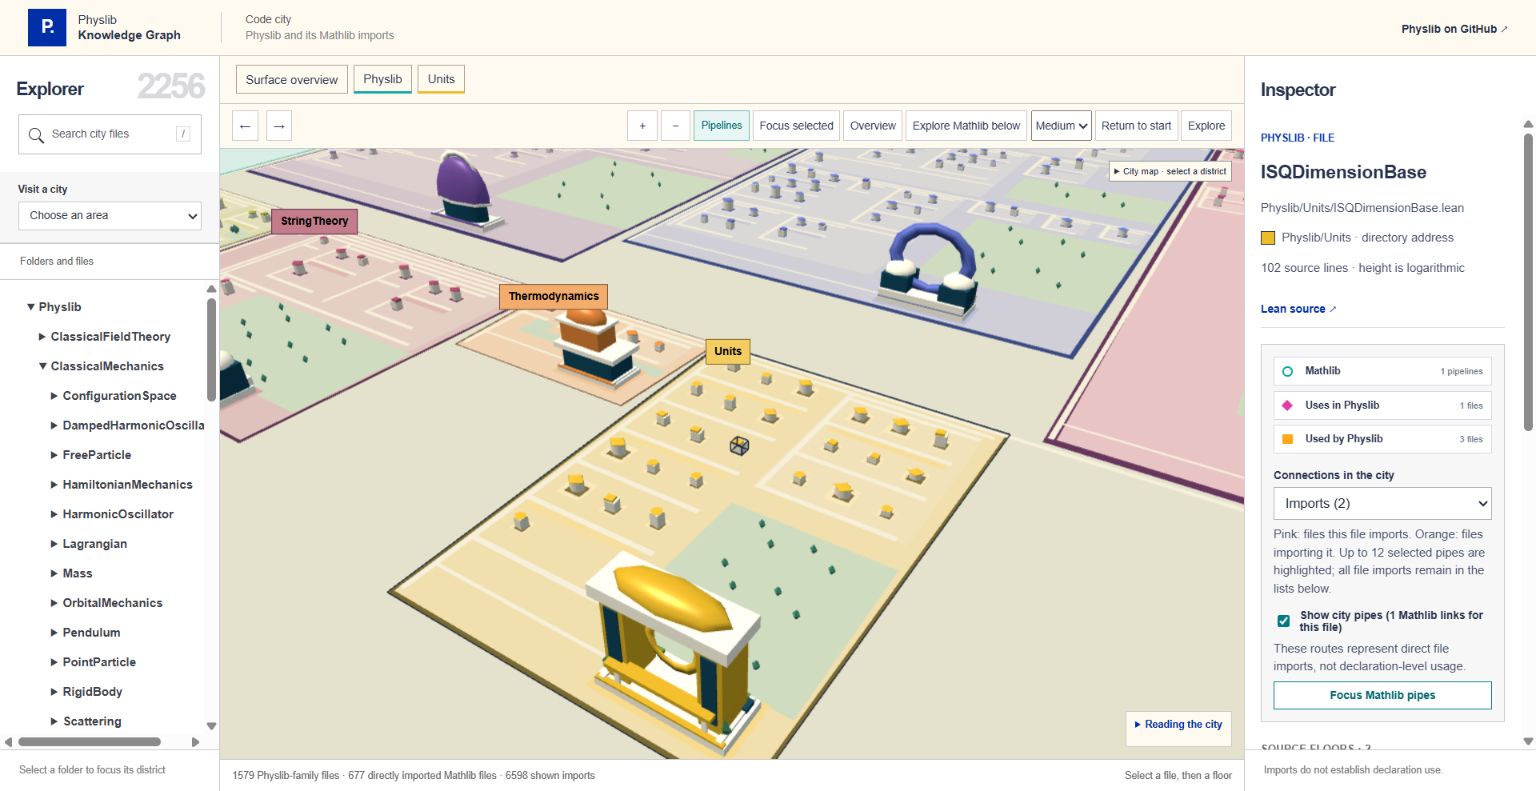 P.
Physlib
Knowledge Graph
Code city
Physlib and its Mathlib imports
Physlib on GitHub ↗
Explorer
2256
Search city files
/
Visit a city
Choose an area
Folders and files
▼ Physlib
▶ ClassicalFieldTheory
▼ ClassicalMechanics
▶ ConfigurationSpace
▶ DampedHarmonicOscilla
▶ FreeParticle
▶ HamiltonianMechanics
▶ HarmonicOscillator
▶ Lagrangian
▶ Mass
▶ OrbitalMechanics
▶ Pendulum
▶ PointParticle
▶ RigidBody
▶ Scattering
Select a folder to focus its district
Surface overview
Physlib
Units
← →
+ − Pipelines Focus selected Overview Explore Mathlib below Medium Return to start Explore
▶ City map · select a district
StringTheory
Thermodynamics
Units
▶ Reading the city
1579 Physlib-family files · 677 directly imported Mathlib files · 6598 shown imports
Select a file, then a floor
Inspector
PHYSLIB · FILE
ISQDimensionBase
Physlib/Units/ISQDimensionBase.lean
Physlib/Units · directory address
102 source lines · height is logarithmic
Lean source ↗
Mathlib 1 pipelines
Uses in Physlib 1 files
Used by Physlib 3 files
Connections in the city
Imports (2)
Pink: files this file imports. Orange: files
importing it. Up to 12 selected pipes are
highlighted; all file imports remain in the
lists below.
Show city pipes (1 Mathlib links for
this file)
These routes represent direct file
imports, not declaration-level usage.
Focus Mathlib pipes
Imports do not establish declaration use.